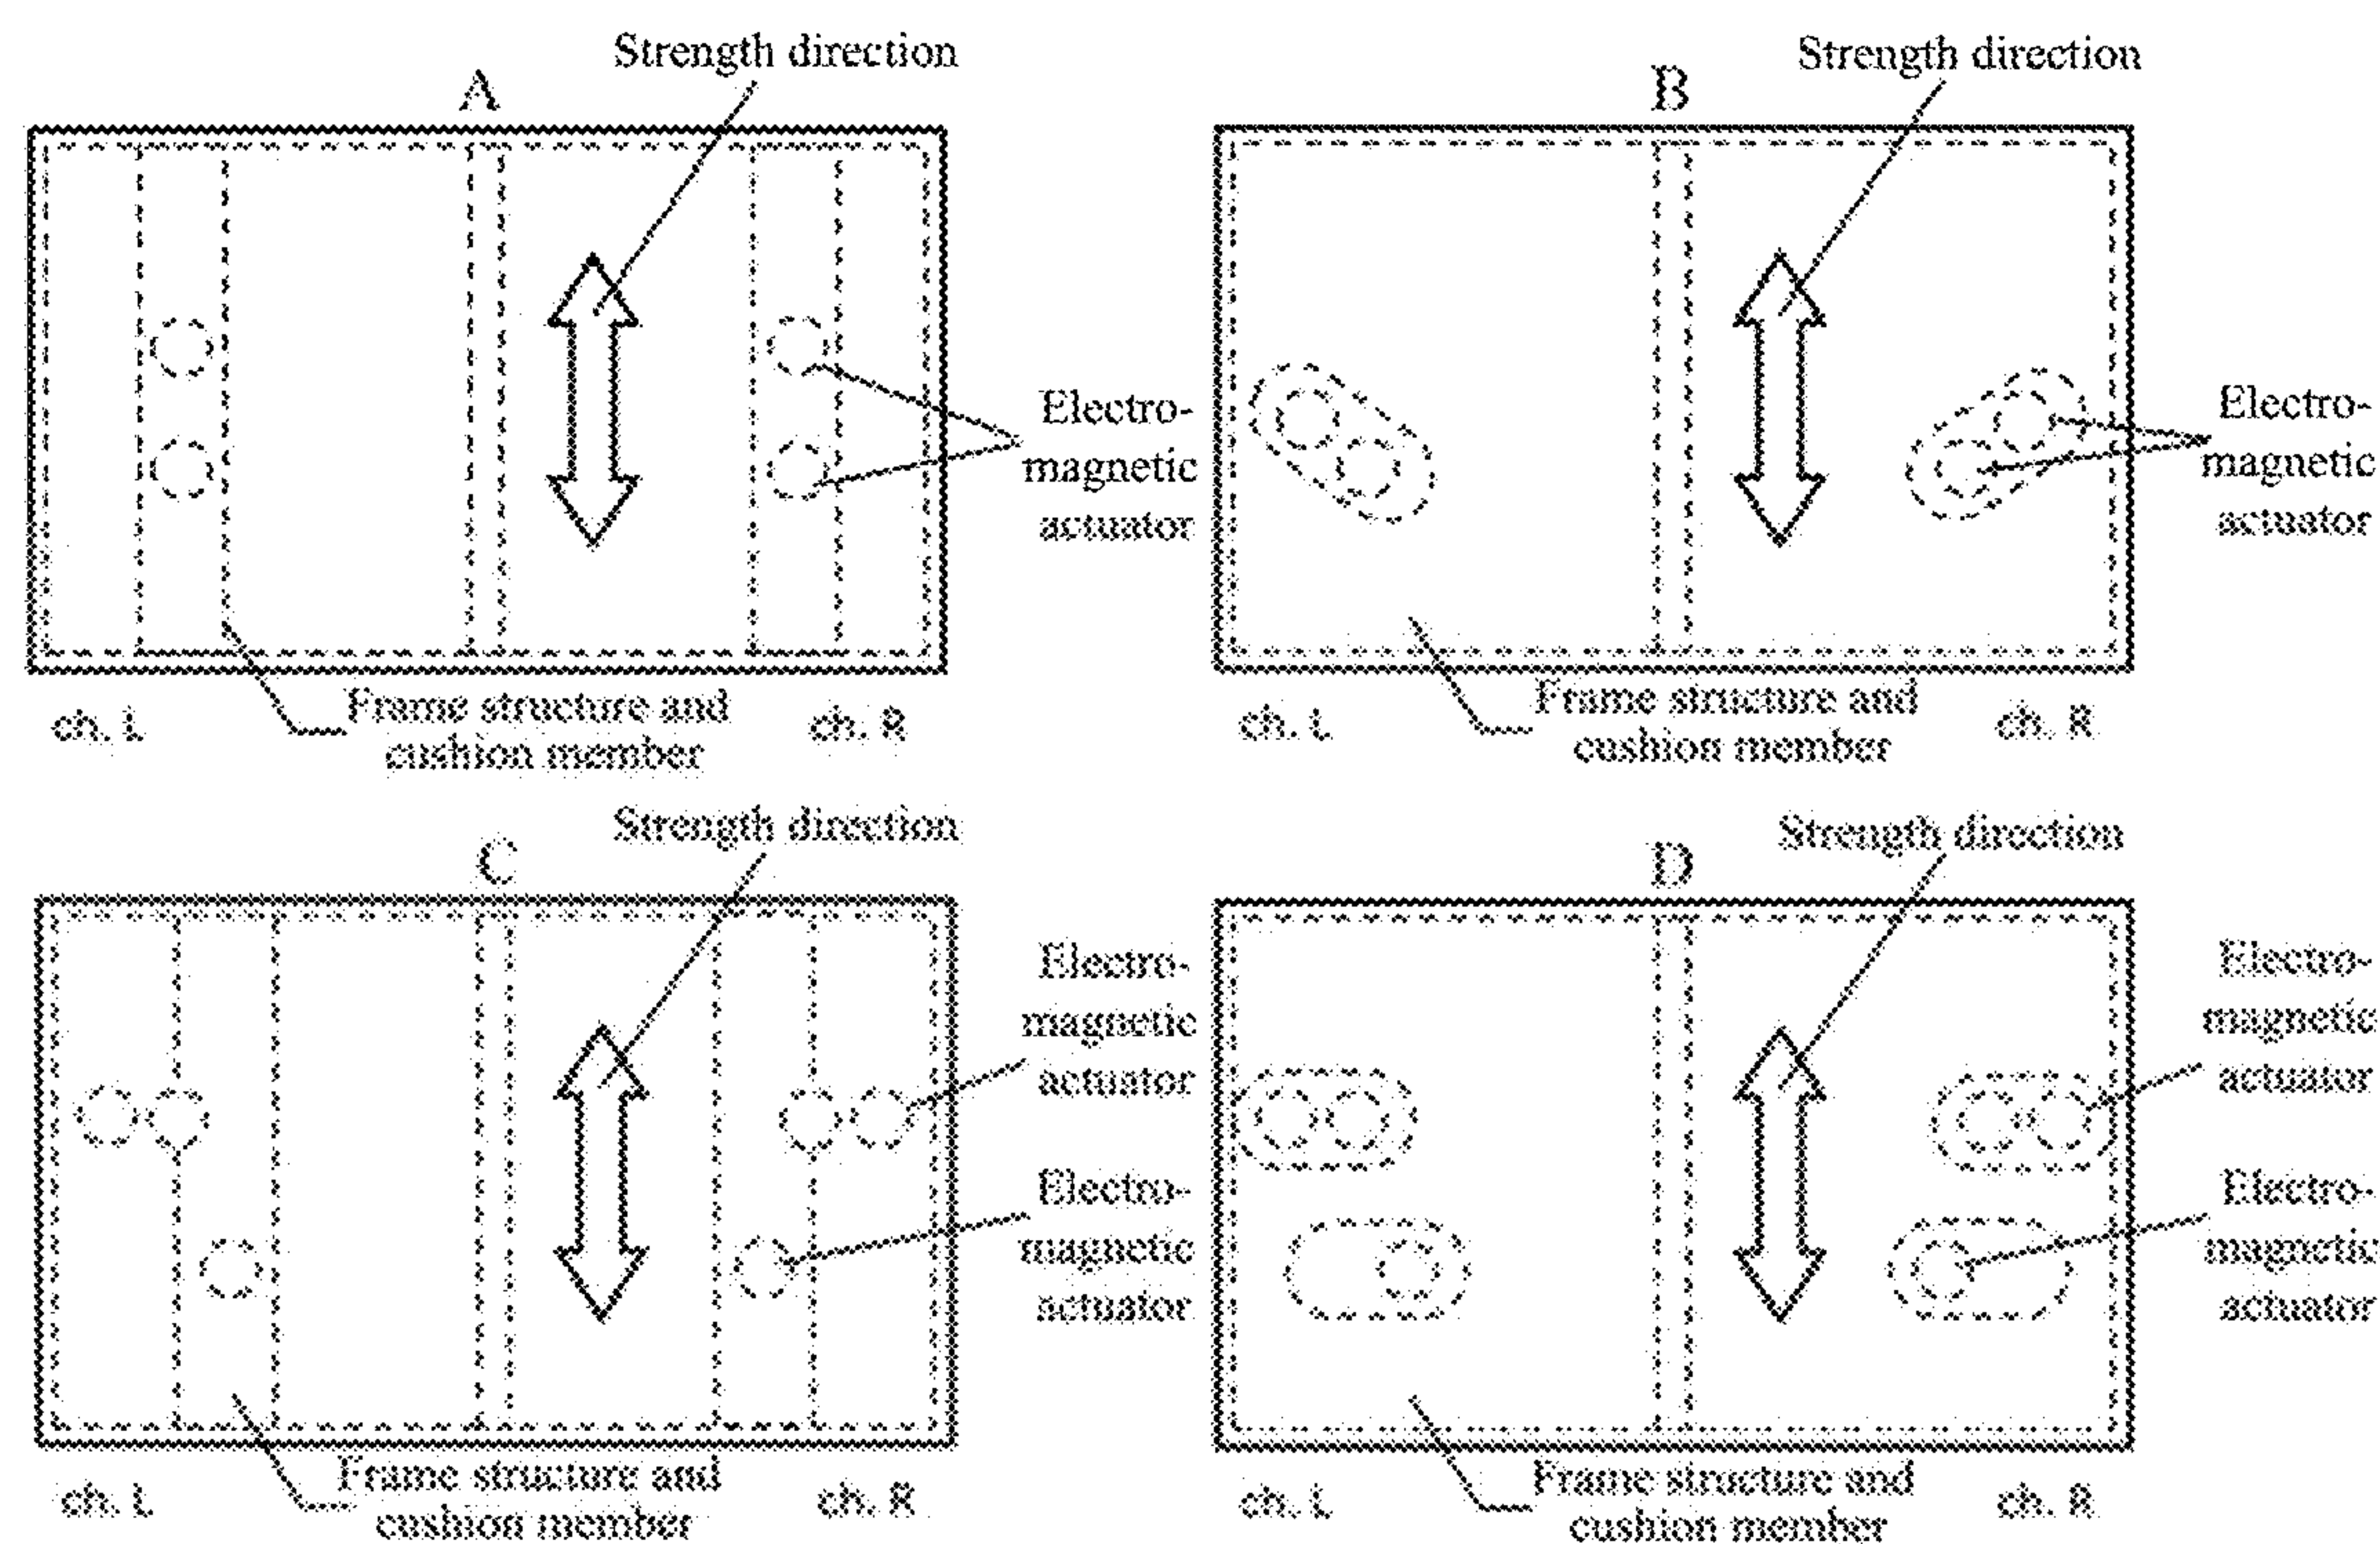 Strength direction
A
Electro-
magnetic
actuator
Frame structure and
cushion member
ch. L
ch. R
Strength direction
B
Electro-
magnetic
actuator
Frame structure and
cushion member
ch. L
ch. R
Strength direction
C
Electro-
magnetic
actuator
Electro-
magnetic
actuator
Frame structure and
cushion member
ch. L
ch. R
Strength direction
D
Electro-
magnetic
actuator
Electro-
magnetic
actuator
Frame structure and
cushion member
ch. L
ch. R